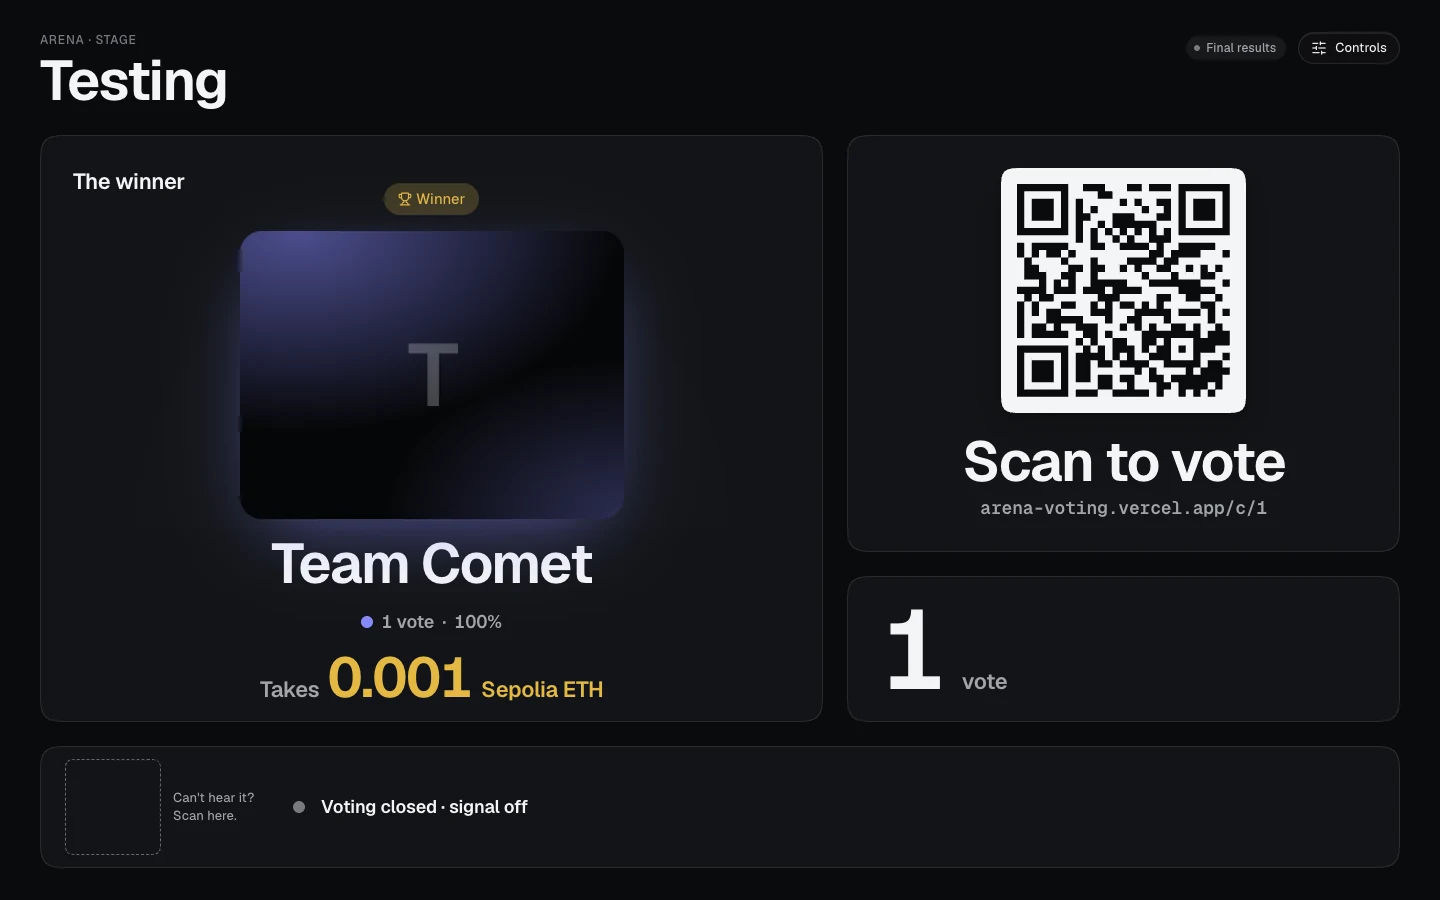 ARENA · STAGE
Testing
Final results
Controls
The winner
Winner
T
Team Comet
1 vote · 100%
Takes 0.001 Sepolia ETH
Scan to vote
arena-voting.vercel.app/c/1
1 vote
Can't hear it?
Scan here.
Voting closed · signal off